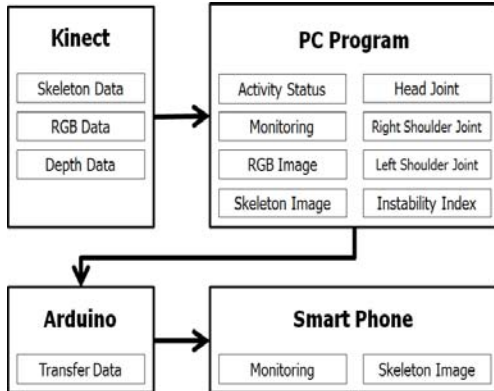 Kinect
Skeleton Data
RGB Data
Depth Data
PC Program
Activity Status
Head Joint
Monitoring
Right Shoulder Joint
RGB Image
Left Shoulder Joint
Skeleton Image
Instability Index
Arduino
Transfer Data
Smart Phone
Monitoring
Skeleton Image